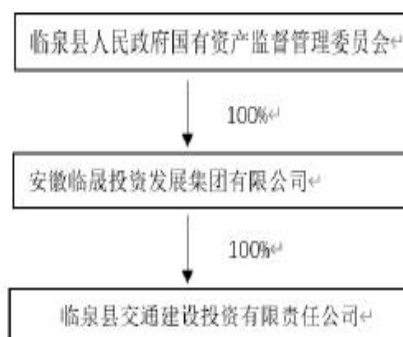 临泉县人民政府国有资产监督管理委员会↵
100%↵
安徽临晟投资发展集团有限公司↵
100%↵
临泉县交通建设投资有限责任公司↵